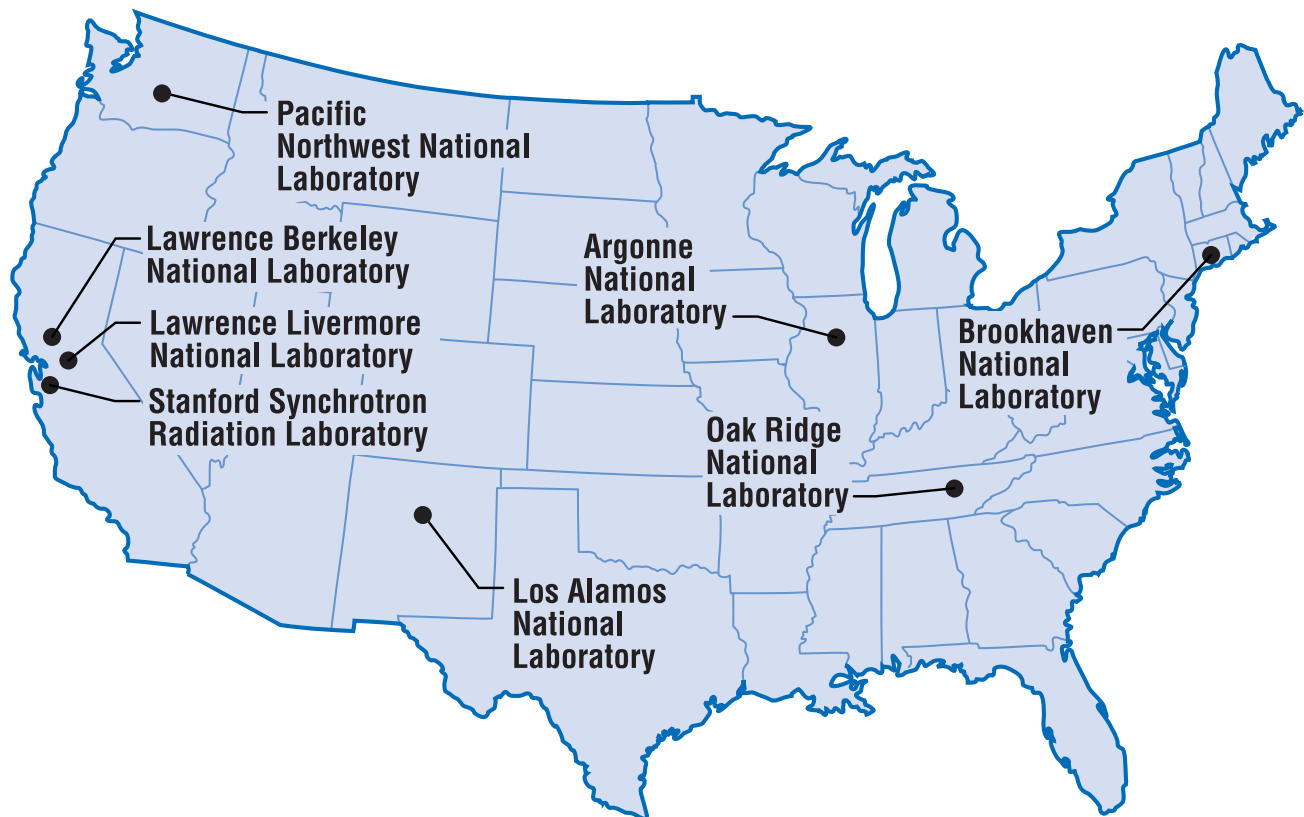 Pacific
Northwest National
Laboratory
Lawrence Berkeley
National Laboratory
Lawrence Livermore
National Laboratory
Stanford Synchrotron
Radiation Laboratory
Argonne
National
Laboratory
Brookhaven
National
Laboratory
Oak Ridge
National
Laboratory
Los Alamos
National
Laboratory